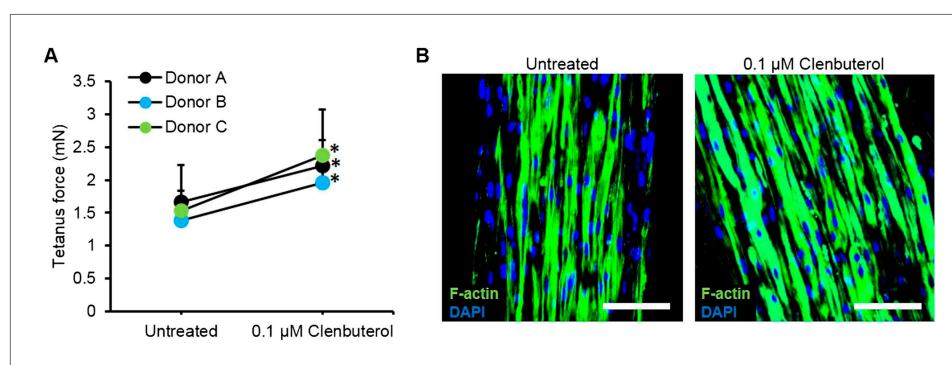 A
Donor A
Donor B
Donor C
Tetanus force (mN)
3.5
3
2.5
2
1.5
1
0.5
0
*
*
*
Untreated
0.1 µM Clenbuterol
B
Untreated
0.1 µM Clenbuterol
F-actin
DAPI
F-actin
DAPI